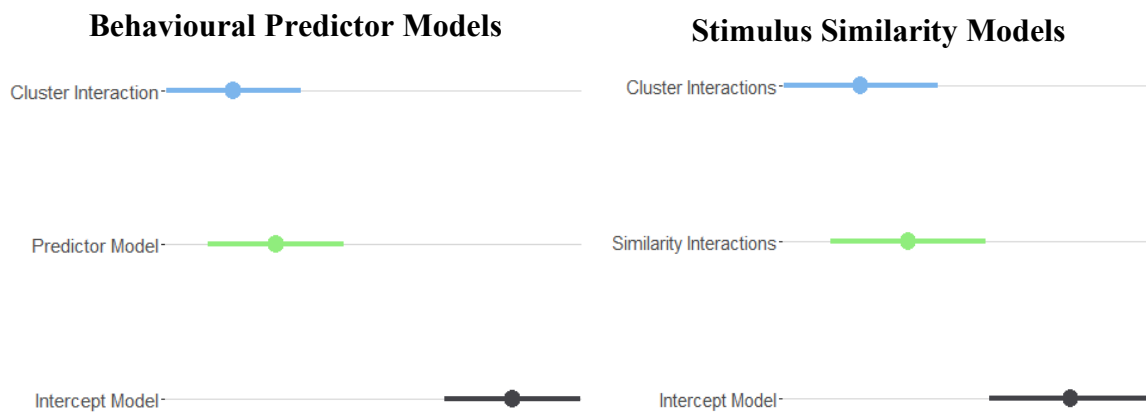 Behavioural Predictor Models
Cluster Interaction
Predictor Model
Intercept Model
Stimulus Similarity Models
Cluster Interactions
Similarity Interactions
Intercept Model